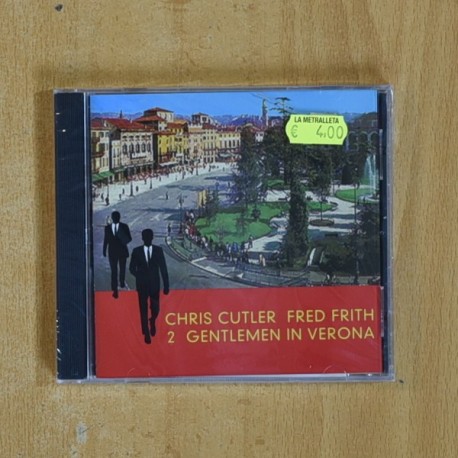 LA METRALLETA
€ 4.00
CHRIS CUTLER FRED FRITH
2 GENTLEMEN IN VERONA